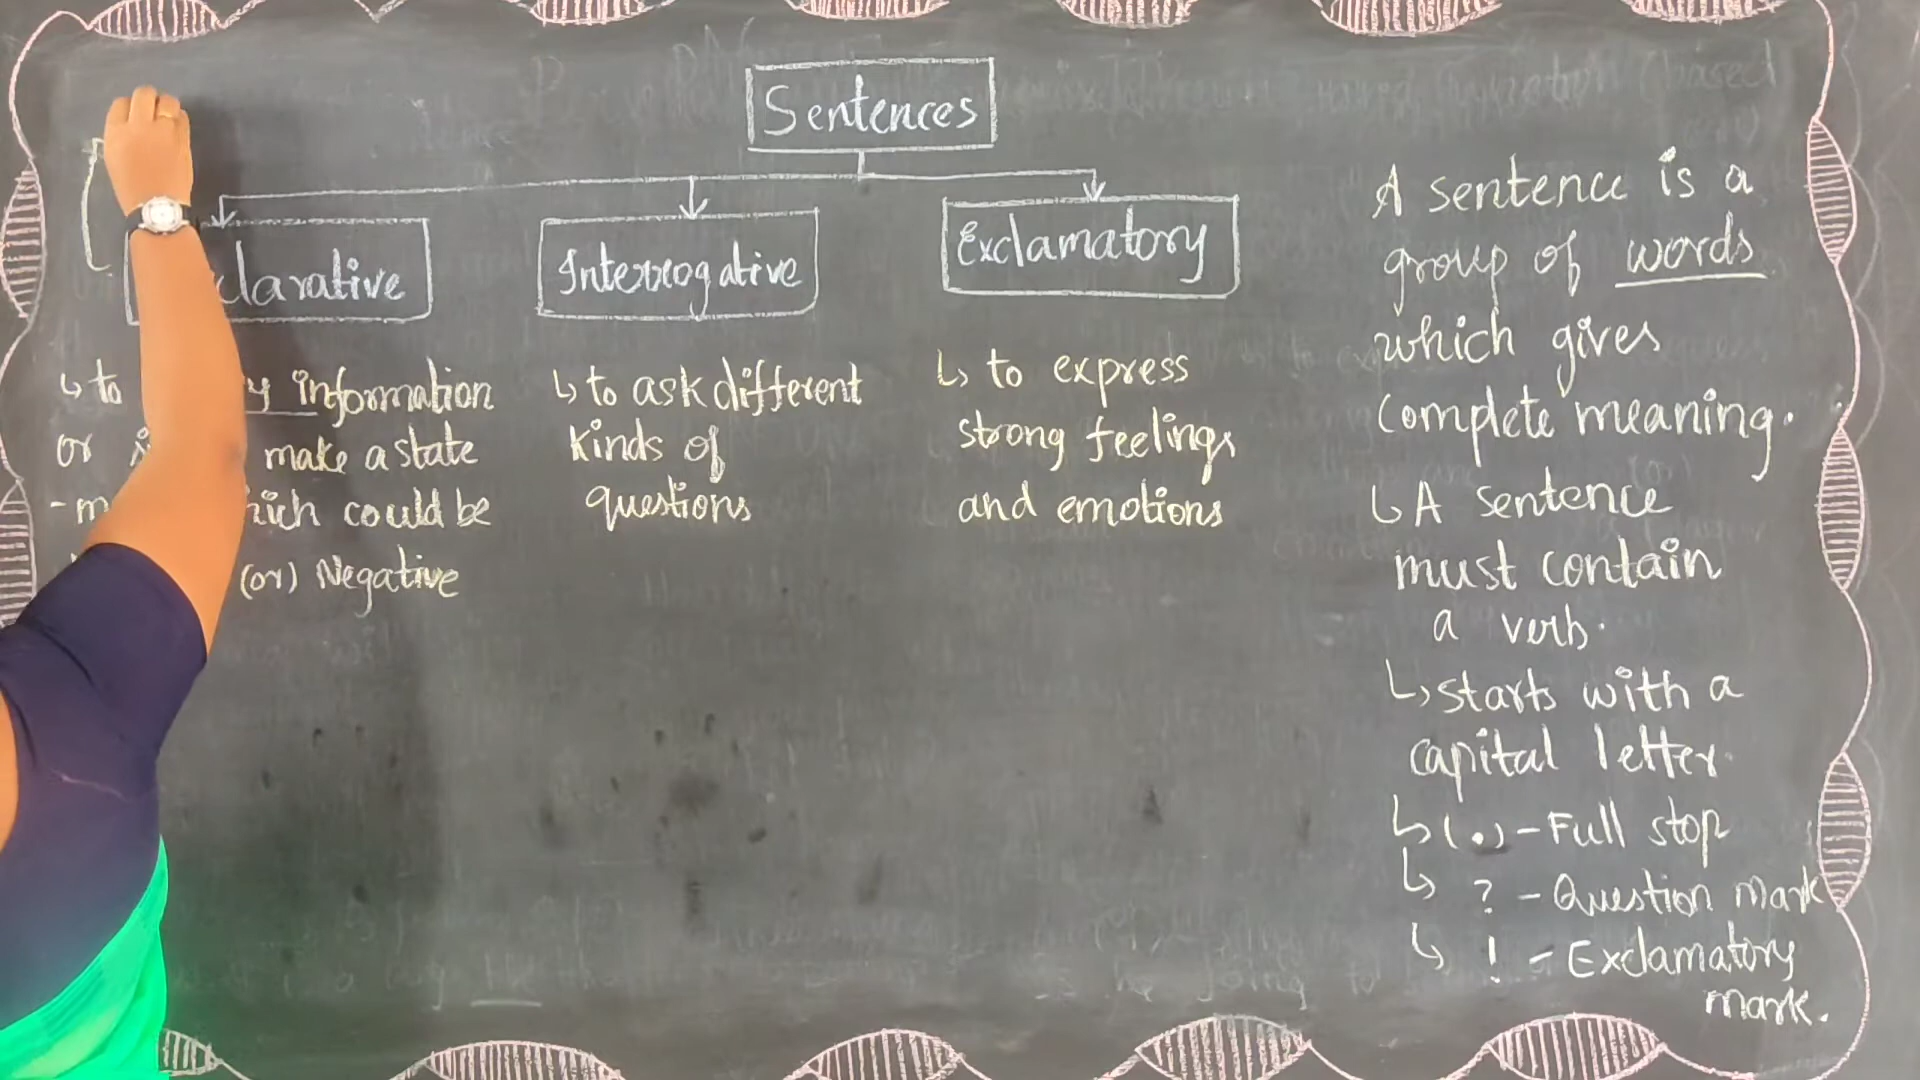 Sentences
clarative
↳ to y information
or make a state
-m hich could be
(or) Negative
Interrogative
↳ to ask different
kinds of
questions
Exclamatory
↳ to express
strong feelings
and emotions
A sentence is a
group of words
which gives
complete meaning.
↳ A sentence
must contain
a verb.
↳ starts with a
capital letter.
↳ (.) - Full stop
↳ ? - Question mark
↳ ! - Exclamatory
mark.